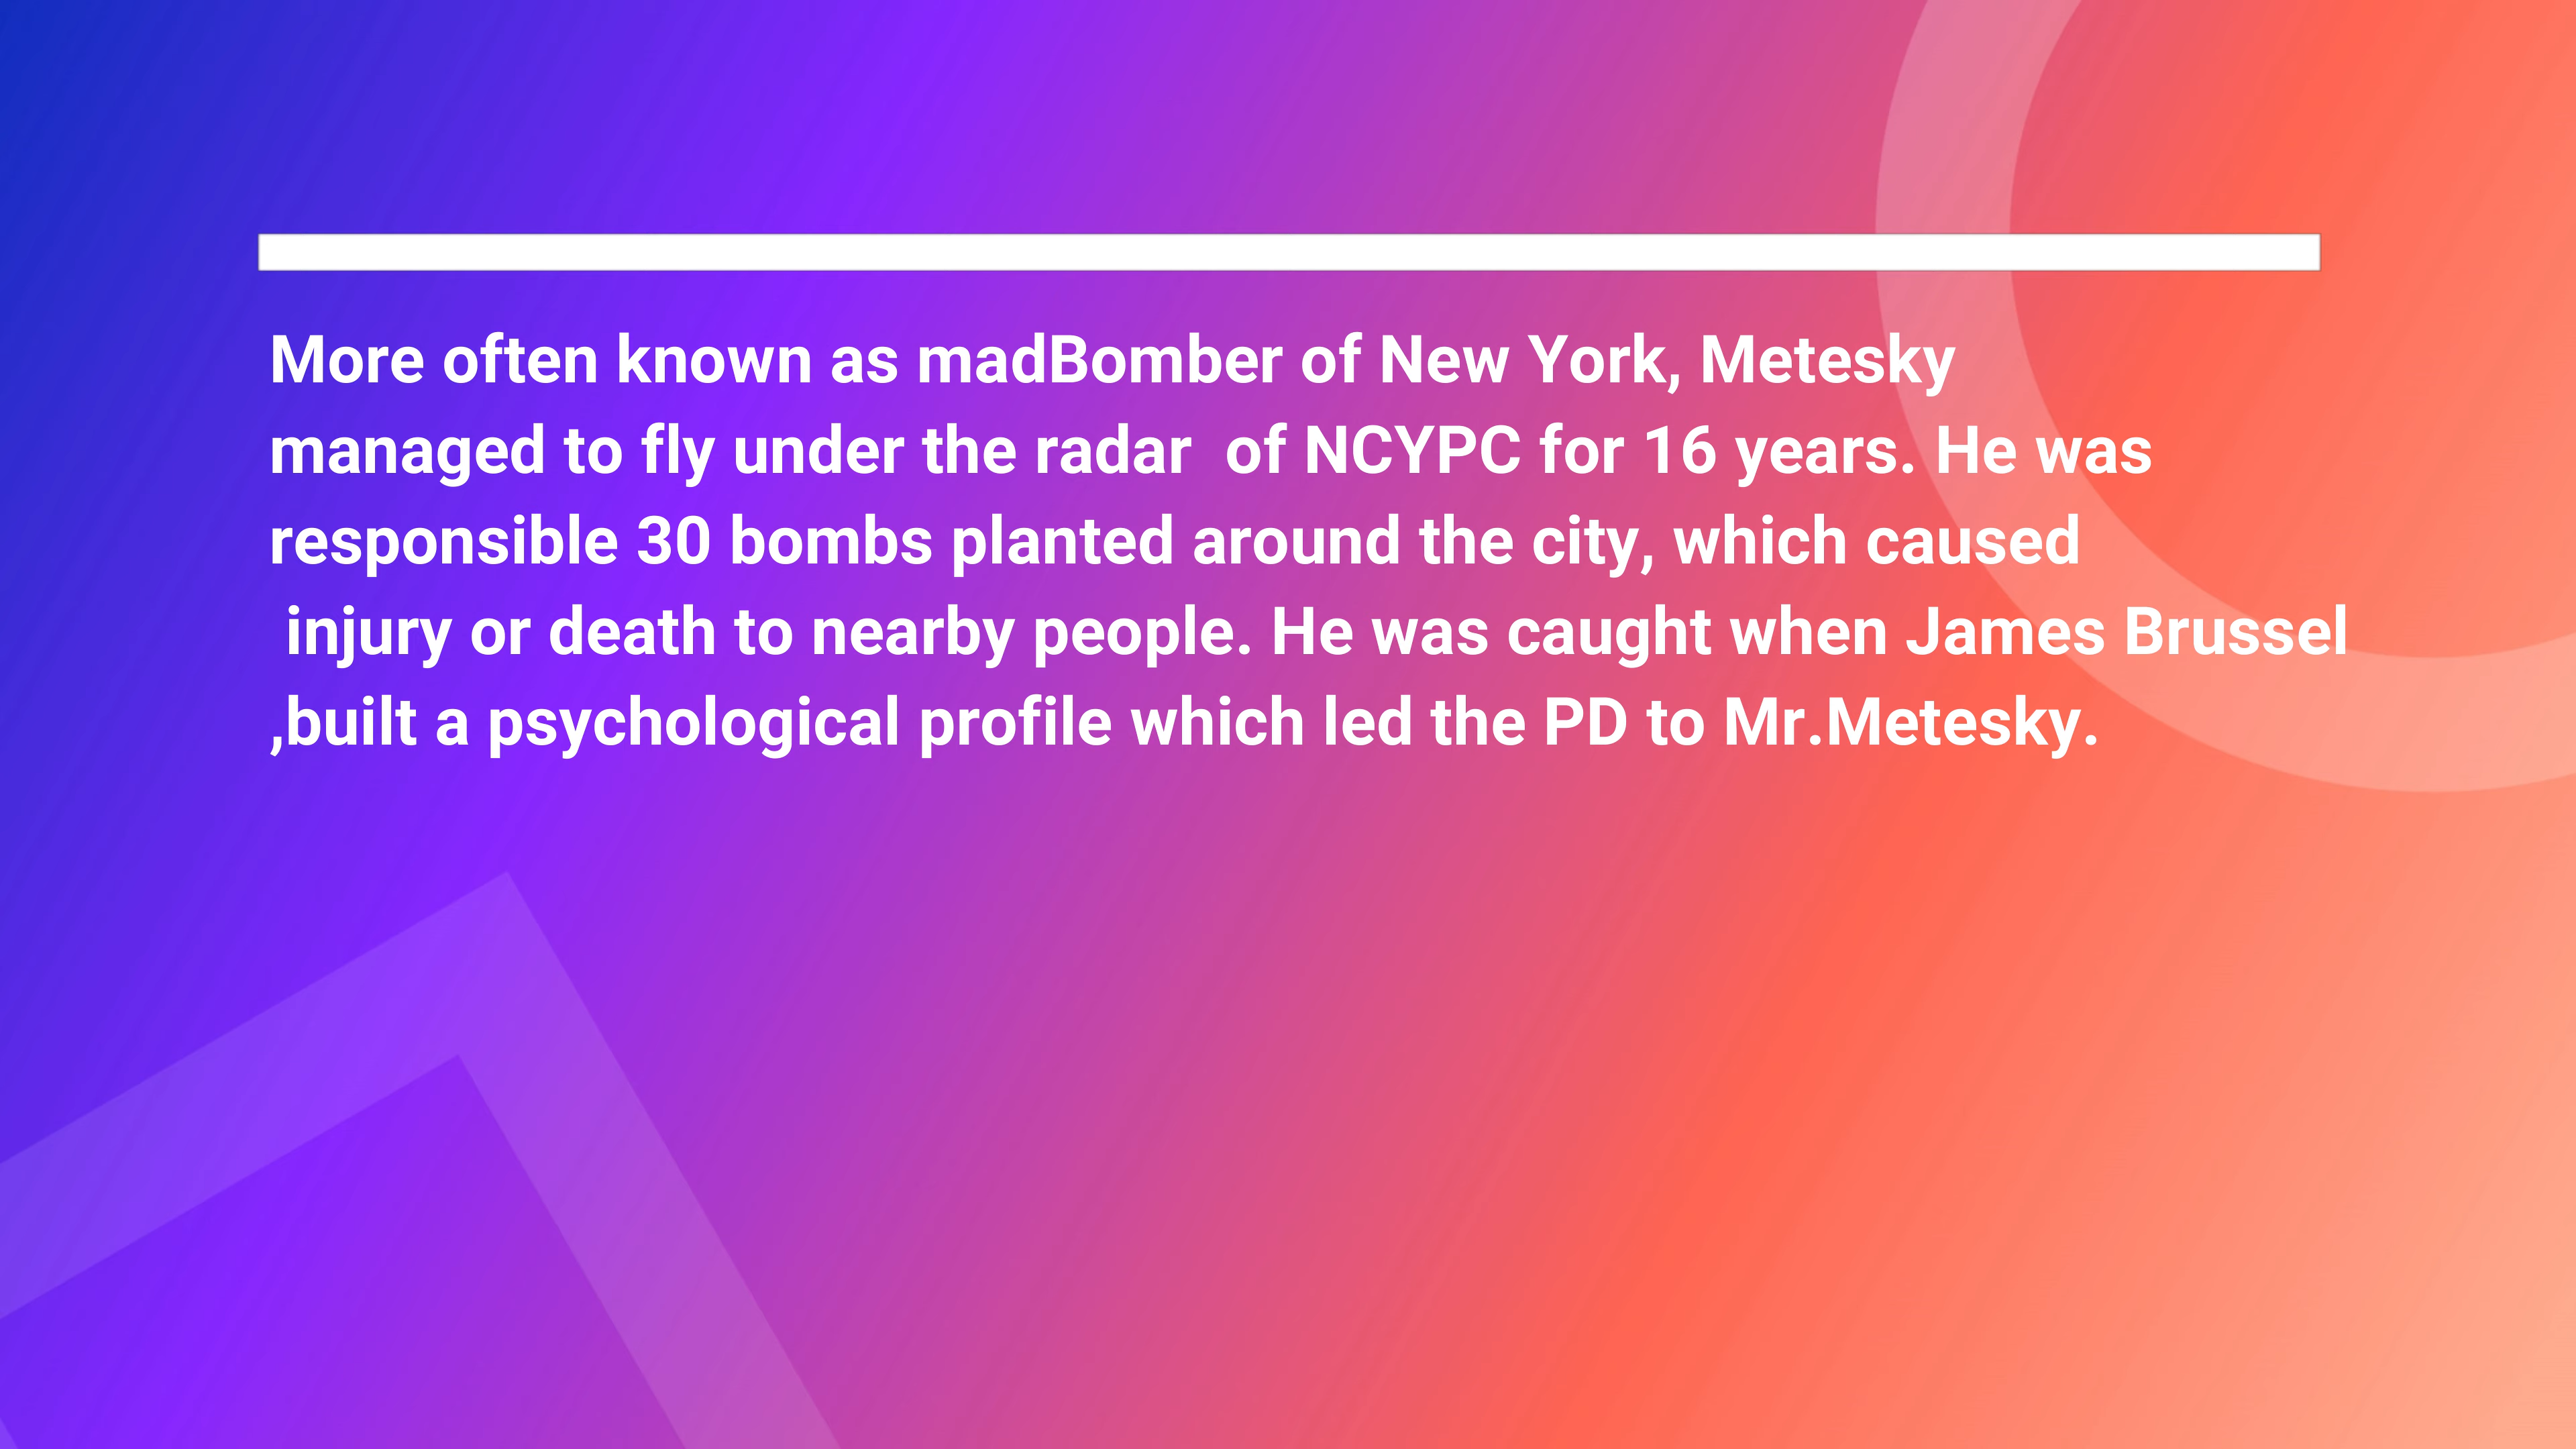 More often known as madBomber of New York, Metesky
managed to fly under the radar  of NCYPC for 16 years. He was
responsible 30 bombs planted around the city, which caused
injury or death to nearby people. He was caught when James Brussel
,built a psychological profile which led the PD to Mr.Metesky.